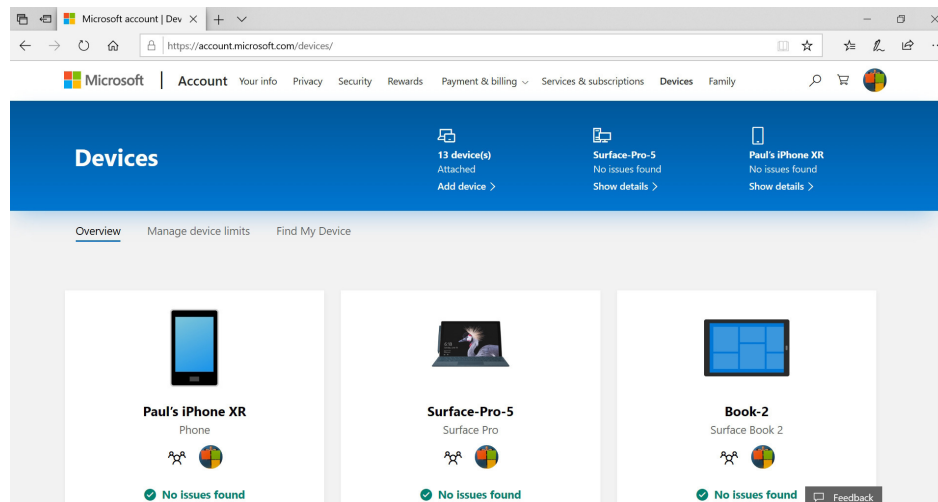 Microsoft account | Dev
https://account.microsoft.com/devices/
Microsoft Account Your info Privacy Security Rewards Payment & billing Services & subscriptions Devices Family
Devices
13 device(s)
Attached
Add device >
Surface-Pro-5
No issues found
Show details >
Paul's iPhone XR
No issues found
Show details >
Overview Manage device limits Find My Device
Paul's iPhone XR
Phone
No issues found
Surface-Pro-5
Surface Pro
No issues found
Book-2
Surface Book 2
No issues found
Feedback